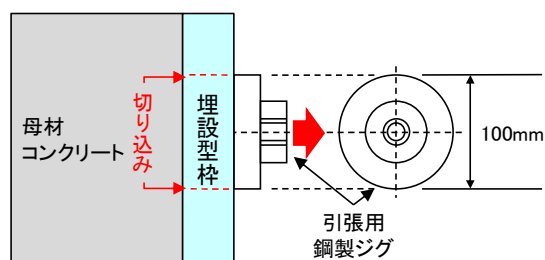 母材
コンクリート
切り込み
埋設型枠
100mm
引張用
鋼製ジグ